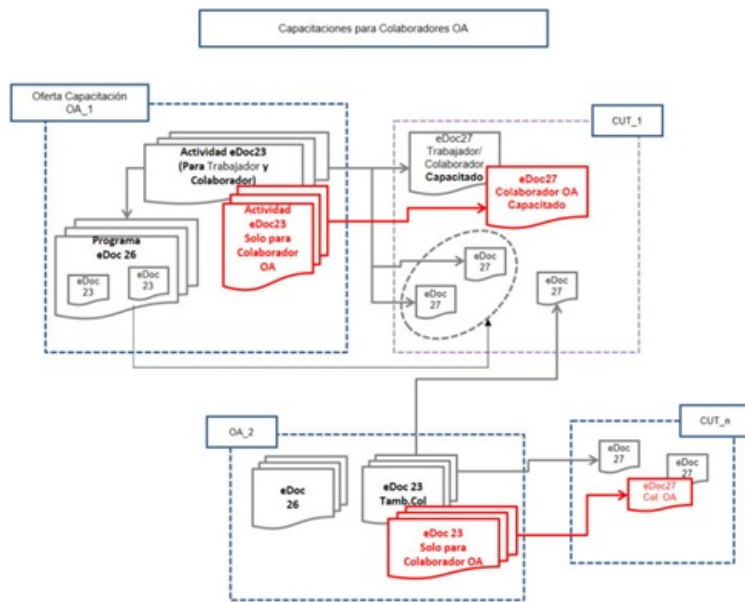 Capacitaciones para Colaboradores OA
Oferta Capacitación
OA_1
CUT_1
Actividad eDoc23
(Para Trabajador y
Colaborador)
eDoc27
Trabajador/
Colaborador
Capacitado
eDoc27
Colaborador OA
Capacitado
Actividad
eDoc23
Solo para
Colaborador
OA
Programa
eDoc 26
eDoc
23
eDoc
23
eDoc
27
eDoc
27
eDoc
27
OA_2
CUT_n
eDoc
26
eDoc 23
Tamb.Col
eDoc 23
Solo para
Colaborador OA
eDoc
27
eDoc
27
eDoc27
Col. OA